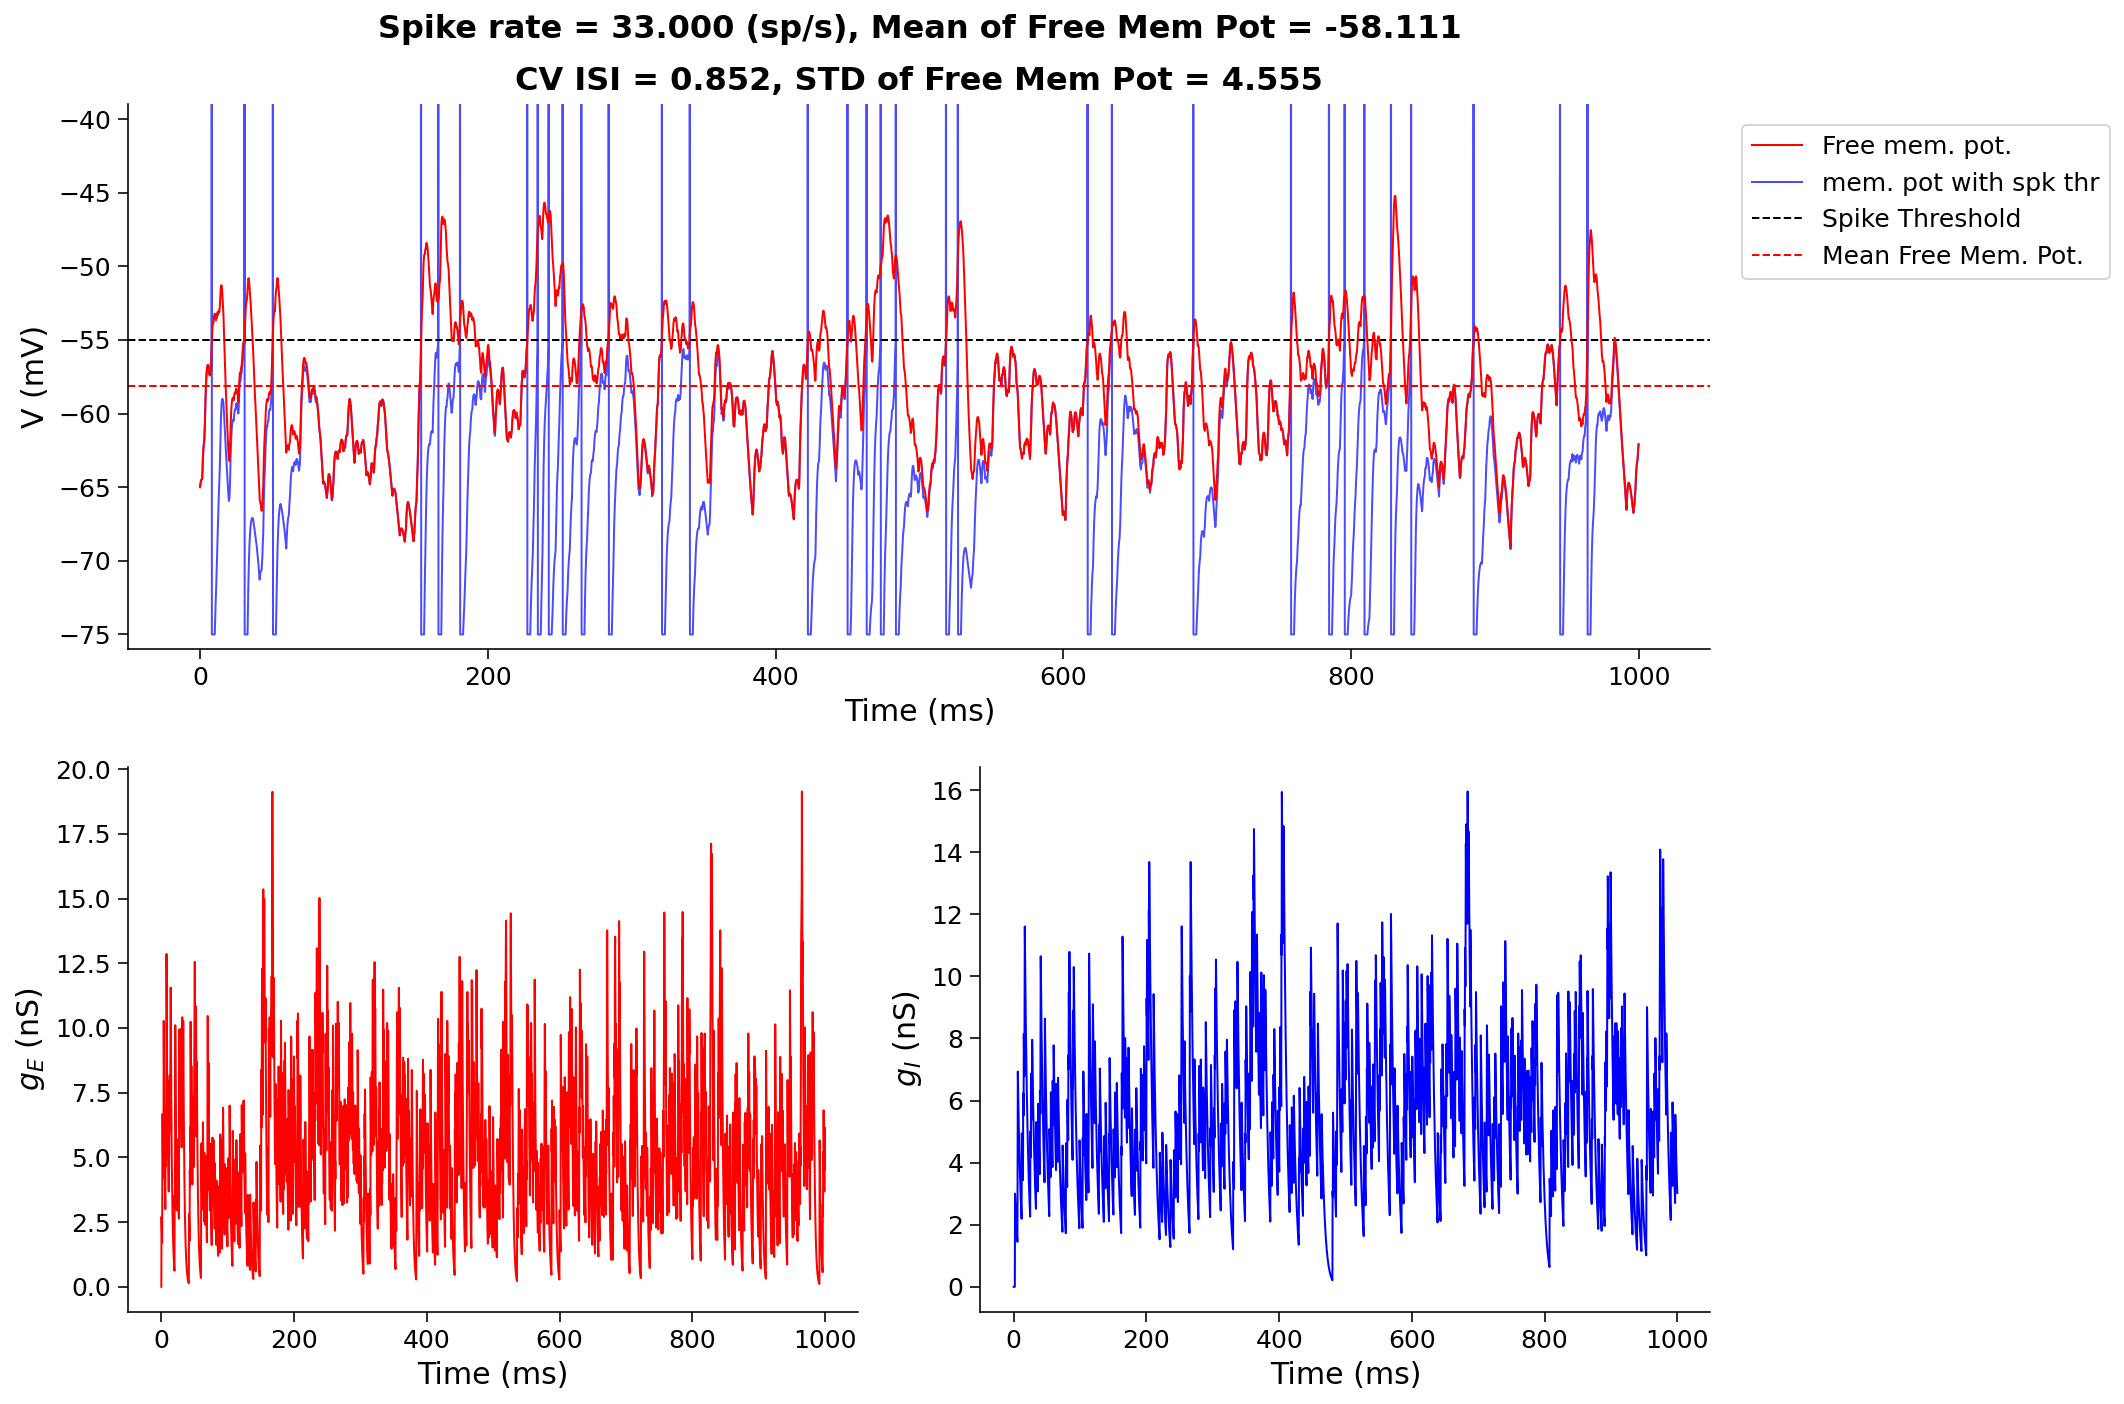 Spike rate = 33.000 (sp/s), Mean of Free Mem Pot = -58.111
CV ISI = 0.852, STD of Free Mem Pot = 4.555
−40
−45
−50
−55
−60
−65
−70
−75
V (mV)
0 200 400 600 800 1000
Time (ms)
Free mem. pot.
mem. pot with spk thr
Spike Threshold
Mean Free Mem. Pot.
20.0
17.5
15.0
12.5
10.0
7.5
5.0
2.5
0.0
g_E (nS)
0 200 400 600 800 1000
Time (ms)
16
14
12
10
8
6
4
2
0
g_I (nS)
0 200 400 600 800 1000
Time (ms)